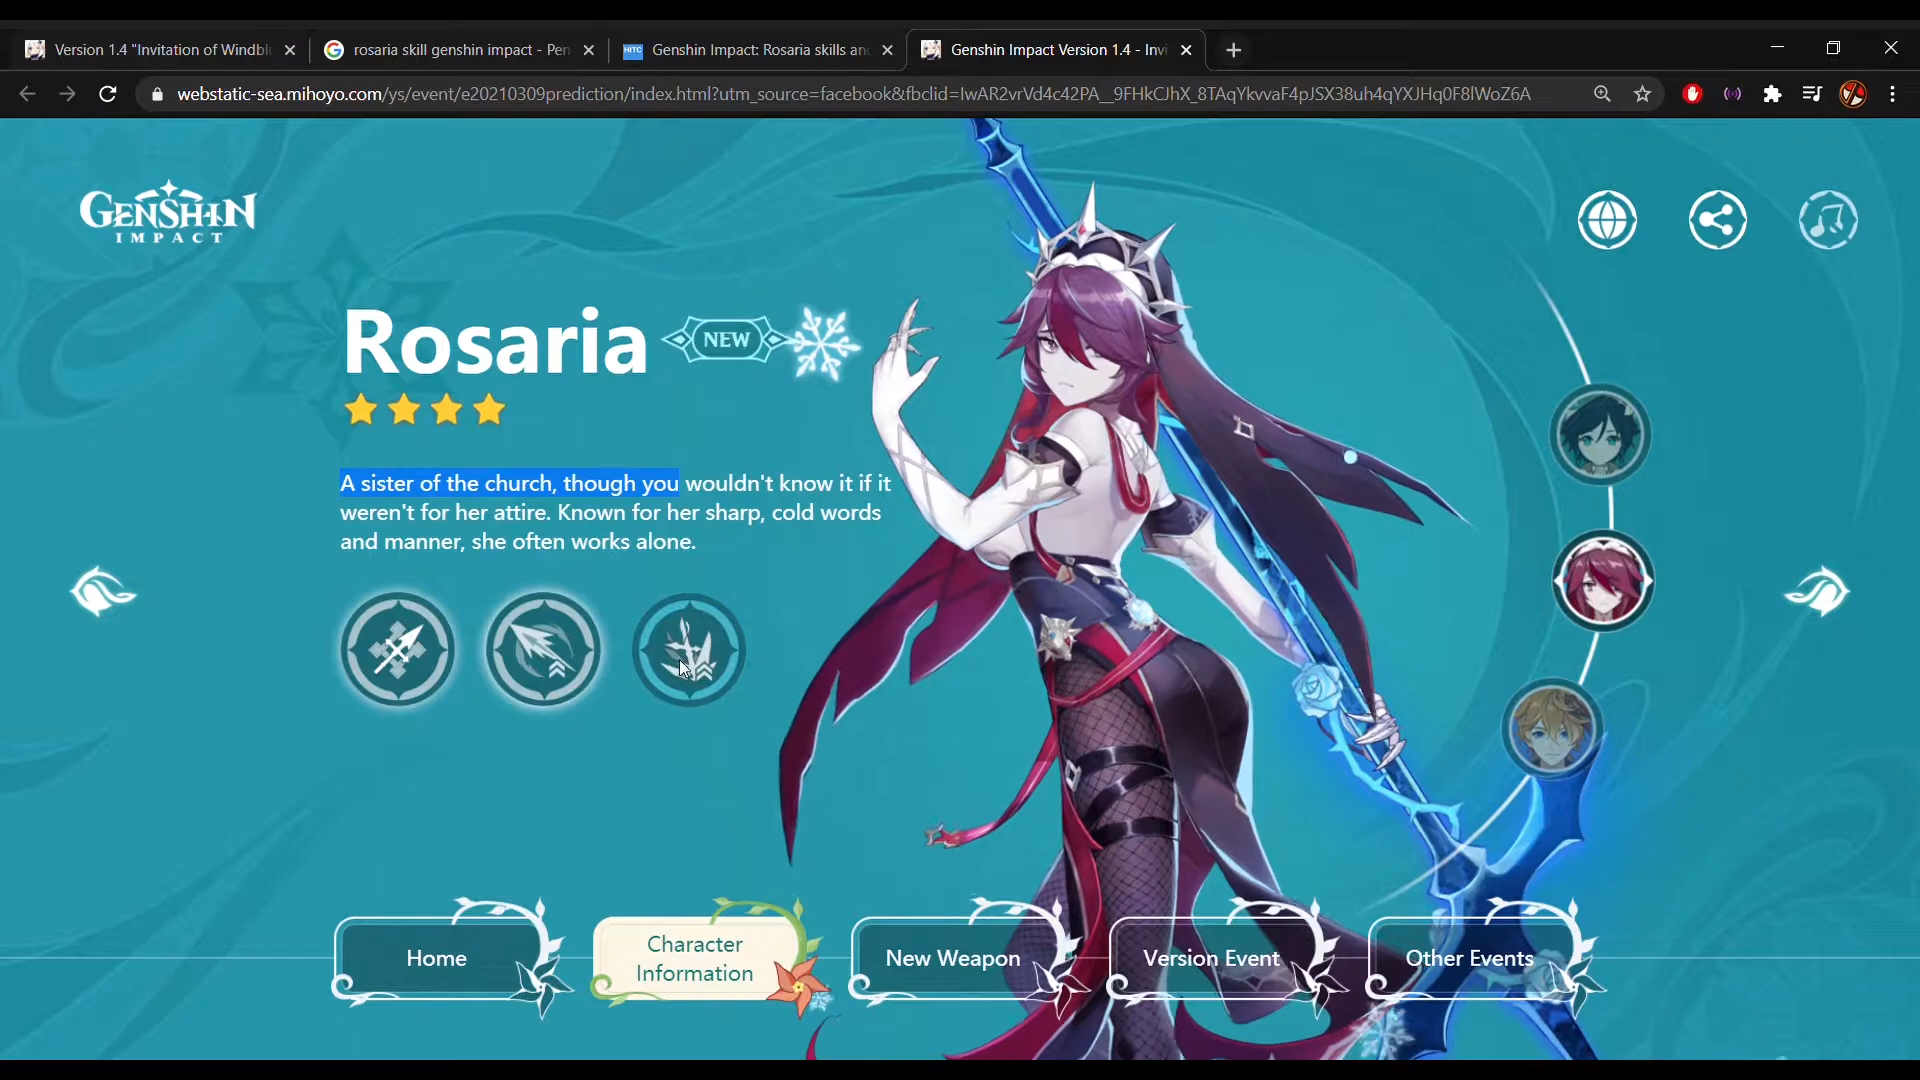 Version 1.4 "Invitation of Windbl
rosaria skill genshin impact - Pen
HITC
Genshin Impact: Rosaria skills and
Genshin Impact Version 1.4 - Invi
webstatic-sea.mihoyo.com/ys/event/e20210309prediction/index.html?utm_source=facebook&fbclid=IwAR2vrVd4c42PA__9FHkCJhX_8TAqYkvvaF4pJSX38uh4qYXJHq0F8lWoZ6A
GENSHIN
IMPACT
Rosaria
NEW
A sister of the church, though you wouldn't know it if it
weren't for her attire. Known for her sharp, cold words
and manner, she often works alone.
Home
Character
Information
New Weapon
Version Event
Other Events